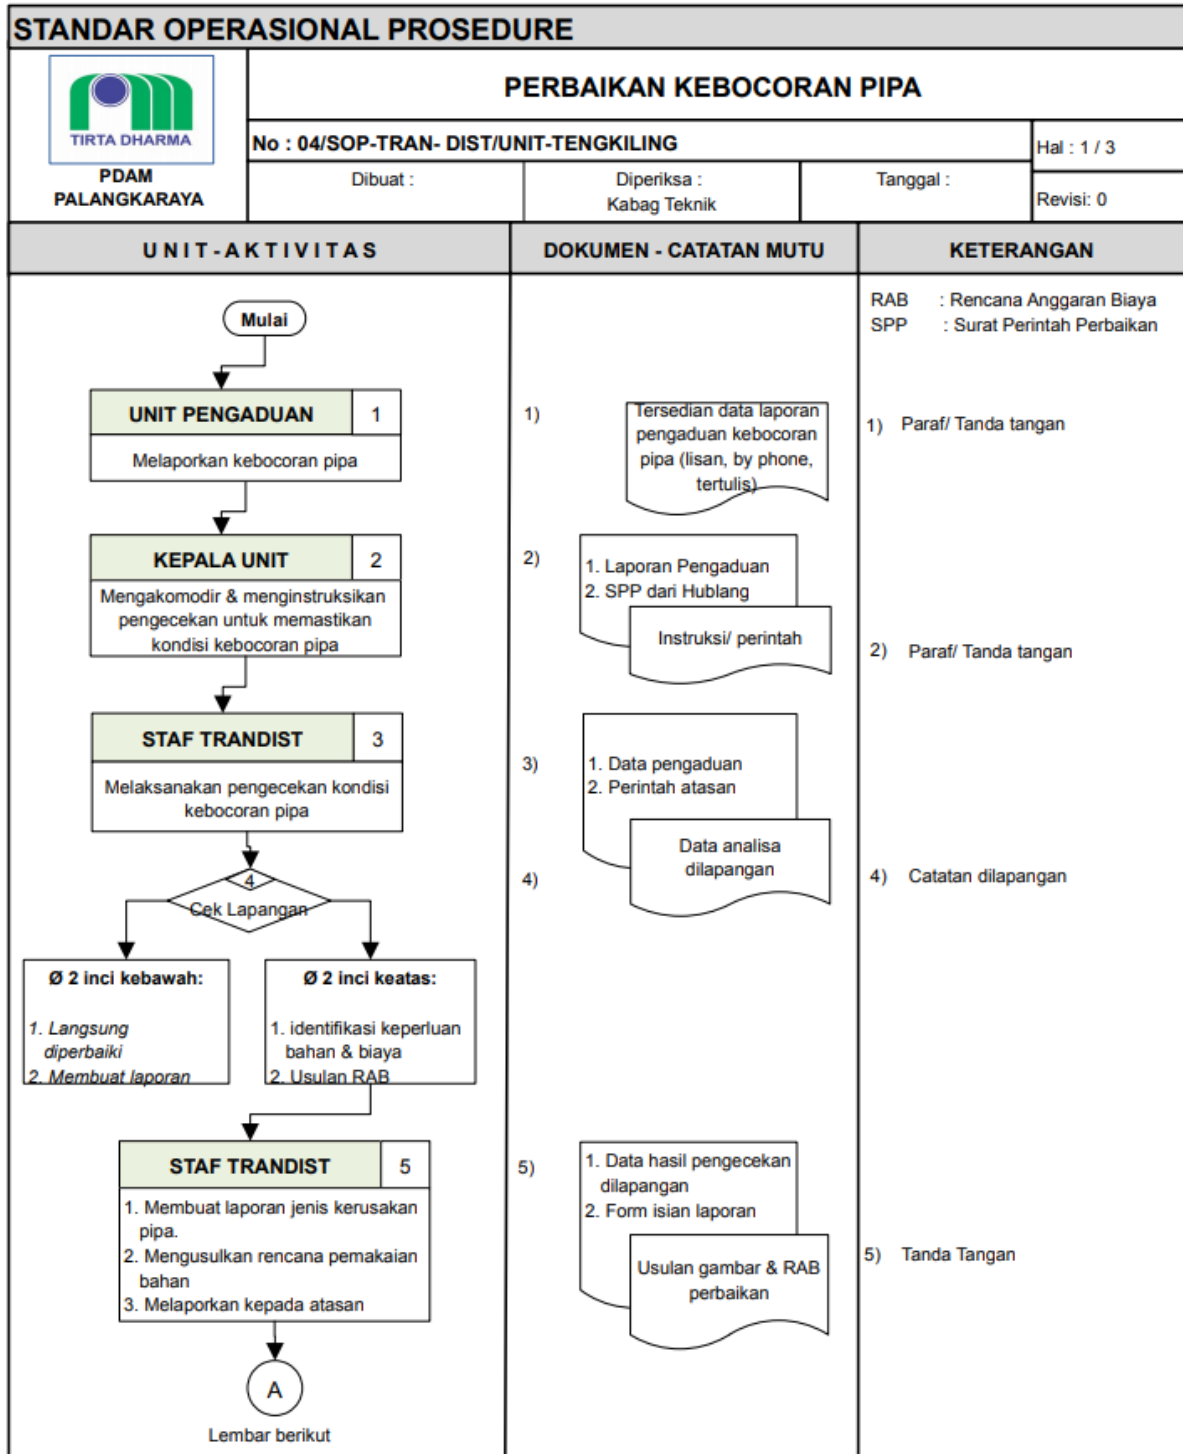 STANDAR OPERASIONAL PROSEDURE
TIRTA DHARMA
PDAM
PALANGKARAYA
PERBAIKAN KEBOCORAN PIPA
No : 04/SOP-TRAN- DIST/UNIT-TENGKILING
Hal : 1 / 3
Dibuat :
Diperiksa :
Kabag Teknik
Tanggal :
Revisi: 0
UNIT-AKTIVITAS
DOKUMEN - CATATAN MUTU
KETERANGAN
RAB : Rencana Anggaran Biaya
SPP : Surat Perintah Perbaikan
Mulai
UNIT PENGADUAN 1
Melaporkan kebocoran pipa
1)
Tersedian data laporan
pengaduan kebocoran
pipa (lisan, by phone,
tertulis)
1) Paraf/ Tanda tangan
KEPALA UNIT 2
Mengakomodir & menginstruksikan
pengecekan untuk memastikan
kondisi kebocoran pipa
2)
1. Laporan Pengaduan
2. SPP dari Hublang
Instruksi/ perintah
2) Paraf/ Tanda tangan
STAF TRANDIST 3
Melaksanakan pengecekan kondisi
kebocoran pipa
3)
1. Data pengaduan
2. Perintah atasan
Data analisa
dilapangan
4
Cek Lapangan
4)
4) Catatan dilapangan
Ø 2 inci kebawah:
1. Langsung
diperbaiki
2. Membuat laporan
Ø 2 inci keatas:
1. identifikasi keperluan
bahan & biaya
2. Usulan RAB
STAF TRANDIST 5
1. Membuat laporan jenis kerusakan
pipa.
2. Mengusulkan rencana pemakaian
bahan
3. Melaporkan kepada atasan
5)
1. Data hasil pengecekan
dilapangan
2. Form isian laporan
Usulan gambar & RAB
perbaikan
5) Tanda Tangan
A
Lembar berikut